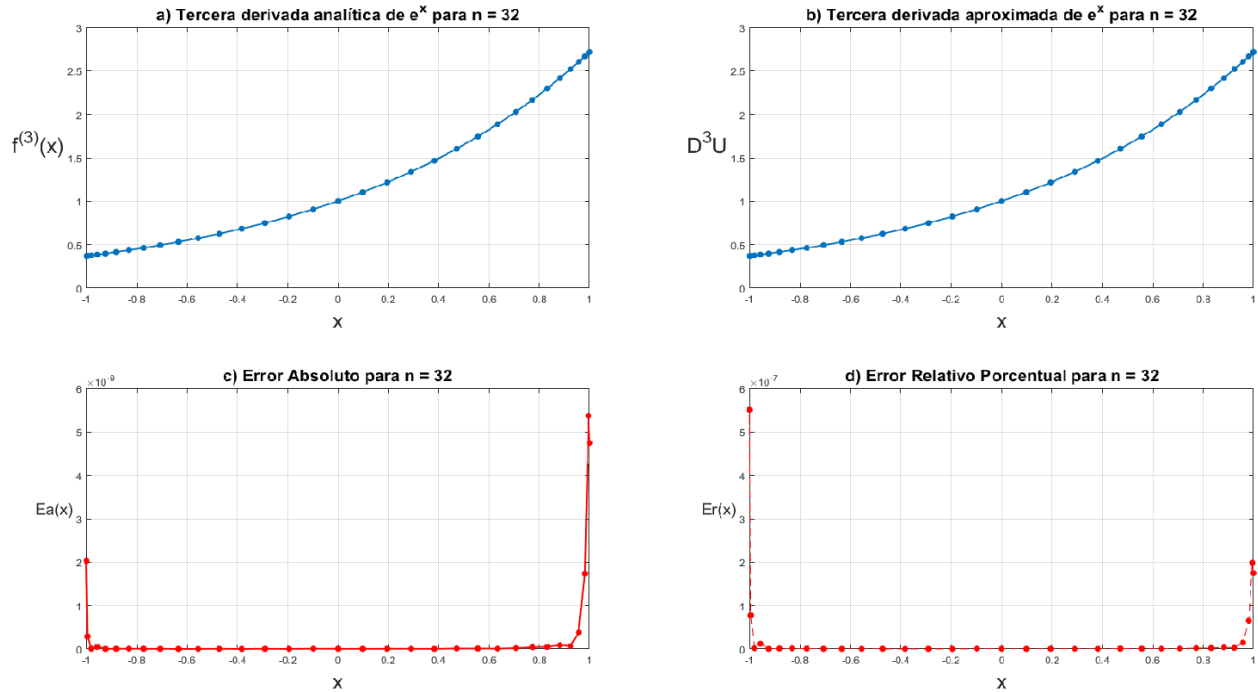 a) Tercera derivada analítica de e^x para n = 32
3
2.5
2
1.5
1
0.5
0
f^(3)(x)
-1 -0.8 -0.6 -0.4 -0.2 0 0.2 0.4 0.6 0.8 1
x
b) Tercera derivada aproximada de e^x para n = 32
3
2.5
2
1.5
1
0.5
0
D^3U
-1 -0.8 -0.6 -0.4 -0.2 0 0.2 0.4 0.6 0.8 1
x
c) Error Absoluto para n = 32
×10^-9
6
5
4
3
2
1
0
Ea(x)
-1 -0.8 -0.6 -0.4 -0.2 0 0.2 0.4 0.6 0.8 1
x
d) Error Relativo Porcentual para n = 32
×10^-7
6
5
4
3
2
1
0
Er(x)
-1 -0.8 -0.6 -0.4 -0.2 0 0.2 0.4 0.6 0.8 1
x